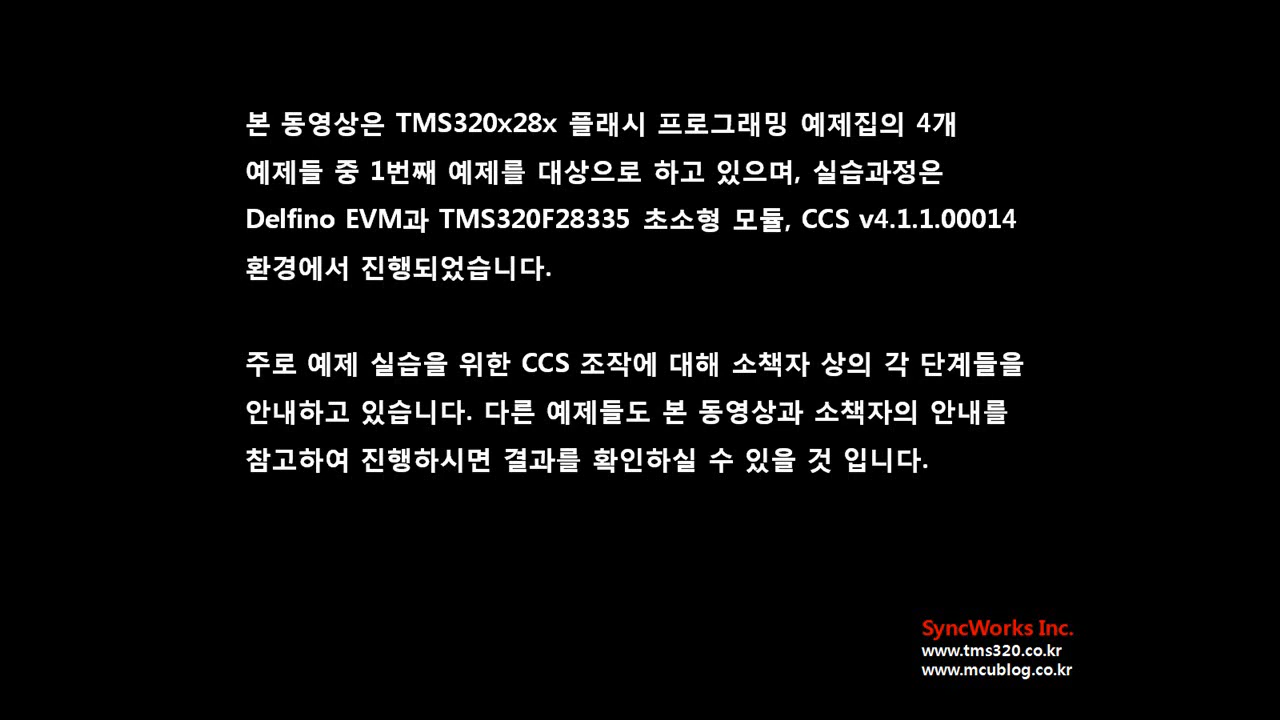 본 동영상은 TMS320x28x 플래시 프로그래밍 예제집의 4개
예제들 중 1번째 예제를 대상으로 하고 있으며, 실습과정은
Delfino EVM과 TMS320F28335 초소형 모듈, CCS v4.1.1.00014
환경에서 진행되었습니다.
주로 예제 실습을 위한 CCS 조작에 대해 소책자 상의 각 단계들을
안내하고 있습니다. 다른 예제들도 본 동영상과 소책자의 안내를
참고하여 진행하시면 결과를 확인하실 수 있을 것 입니다.
SyncWorks Inc.
www.tms320.co.kr
www.mcublog.co.kr